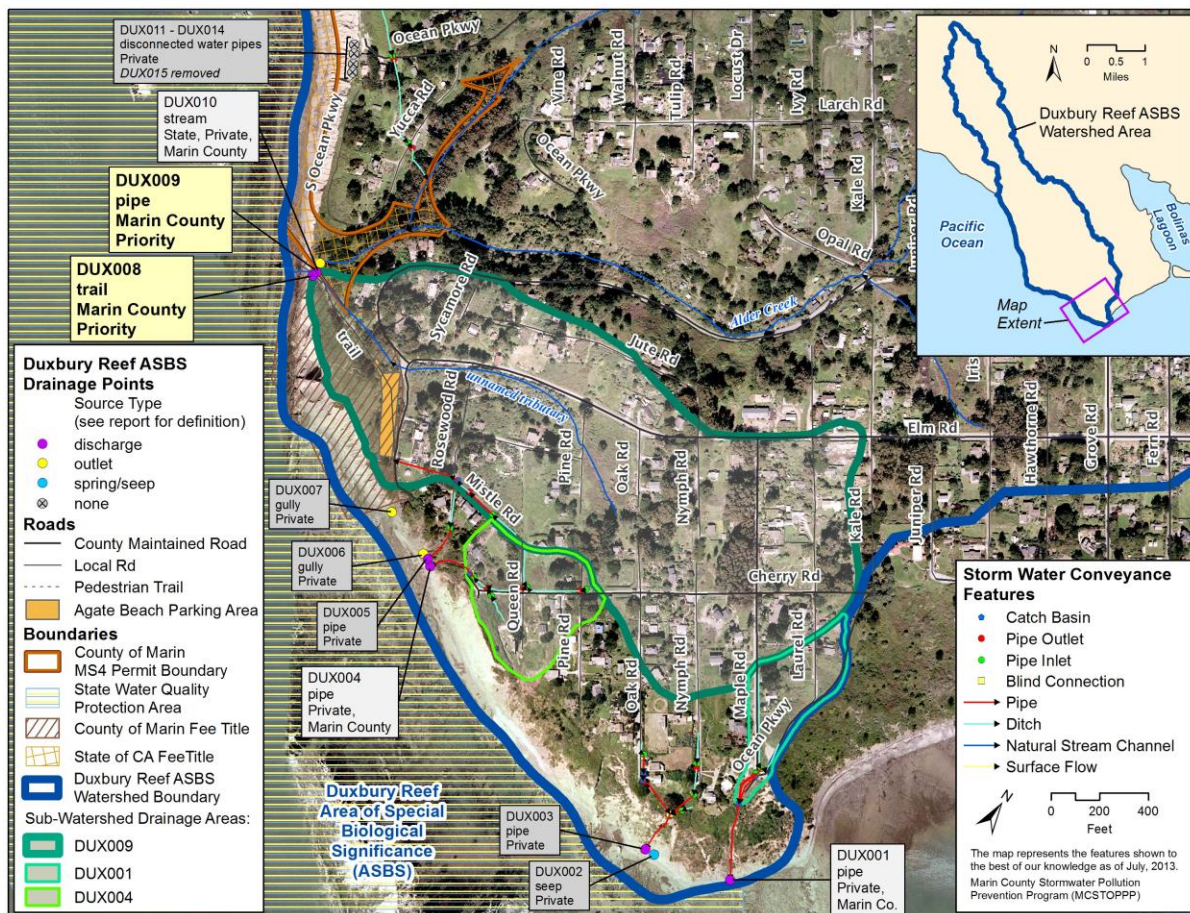 DUX011 - DUX014
disconnected water pipes
Private
DUX015 removed
DUX010
stream
State, Private,
Marin County
DUX009
pipe
Marin County
Priority
DUX008
trail
Marin County
Priority
Ocean Pkwy
S Ocean Pkwy
Yucca Rd
Vine Rd
Walnut Rd
Tulip Rd
Locust Dr
Ivy Rd
Larch Rd
Ocean Pkwy
Kale Rd
Opal Rd
Juniper Rd
Sycamore Rd
Alder Creek
Jute Rd
trail
unnamed tributary
Rosewood Rd
Pine Rd
Oak Rd
Nymph Rd
Elm Rd
Iris
Hawthorne Rd
Grove Rd
Fern Rd
Juniper Rd
Kale Rd
Mistle Rd
Cherry Rd
Queen Rd
Pine Rd
Oak Rd
Nymph Rd
Maple Rd
Laurel Rd
Ocean Pkwy
DUX007
gully
Private
DUX006
gully
Private
DUX005
pipe
Private
DUX004
pipe
Private,
Marin County
DUX003
pipe
Private
DUX002
seep
Private
DUX001
pipe
Private,
Marin Co.
Duxbury Reef
Area of Special
Biological
Significance
(ASBS)
N
0 0.5 1
Miles
Duxbury Reef ASBS
Watershed Area
Pacific
Ocean
Bolinas
Lagoon
Map
Extent
Duxbury Reef ASBS
Drainage Points
Source Type
(see report for definition)
discharge
outlet
spring/seep
none
Roads
County Maintained Road
Local Rd
Pedestrian Trail
Agate Beach Parking Area
Boundaries
County of Marin
MS4 Permit Boundary
State Water Quality
Protection Area
County of Marin Fee Title
State of CA FeeTitle
Duxbury Reef ASBS
Watershed Boundary
Sub-Watershed Drainage Areas:
DUX009
DUX001
DUX004
Storm Water Conveyance
Features
Catch Basin
Pipe Outlet
Pipe Inlet
Blind Connection
Pipe
Ditch
Natural Stream Channel
Surface Flow
N
0 100 200 400
Feet
The map represents the features shown to
the best of our knowledge as of July, 2013.
Marin County Stormwater Pollution
Prevention Program (MCSTOPPP)